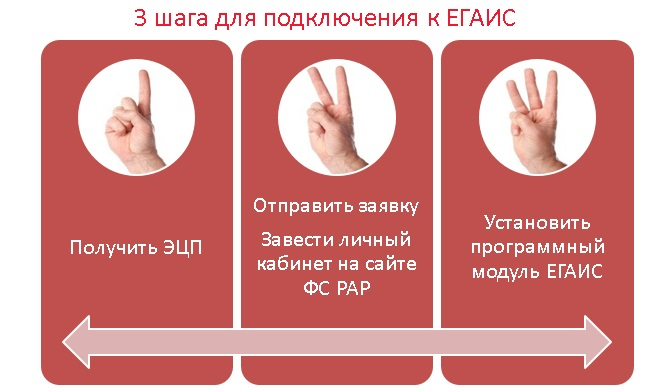 3 шага для подключения к ЕГАИС
Получить ЭЦП
Отправить заявку
Завести личный
кабинет на сайте
ФС РАР
Установить
программный
модуль ЕГАИС